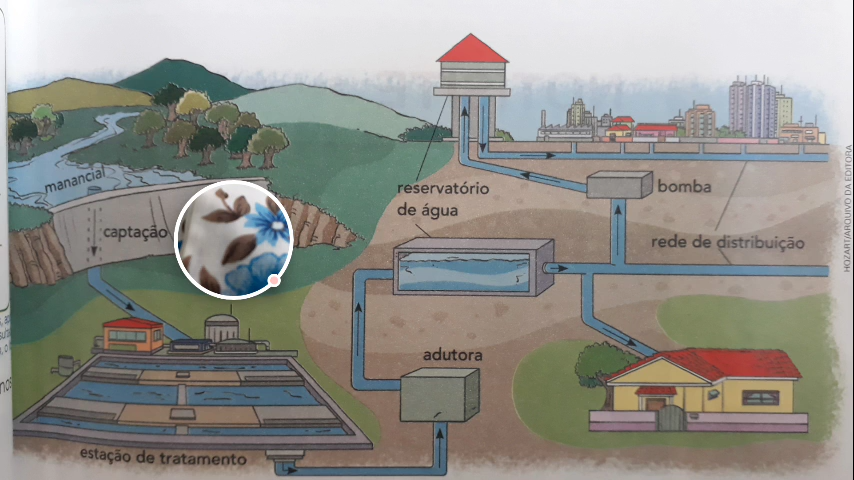 manancial
captação
reservatório
de água
bomba
rede de distribuição
adutora
estação de tratamento
HOZART/ARQUIVO DA EDITORA